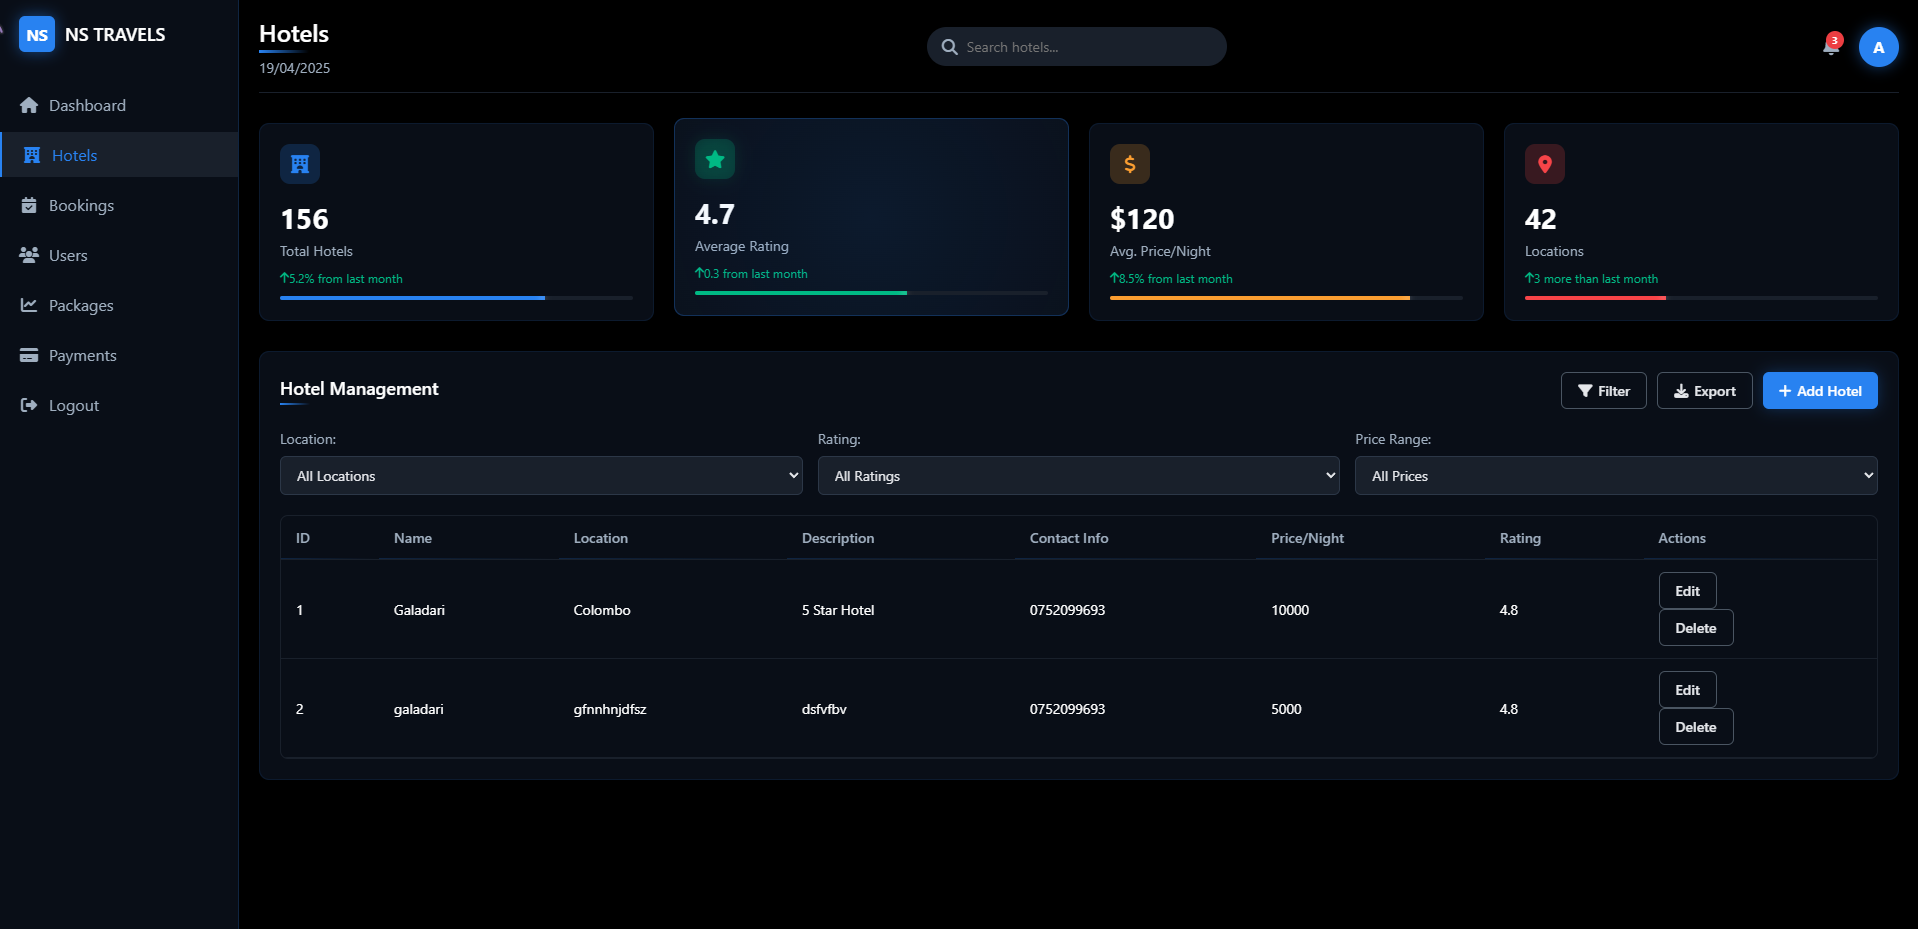 NS NS TRAVELS
Dashboard
Hotels
Bookings
Users
Packages
Payments
Logout
Hotels
19/04/2025
Search hotels...
3
A
156
Total Hotels
↑5.2% from last month
4.7
Average Rating
↑0.3 from last month
$
$120
Avg. Price/Night
↑8.5% from last month
42
Locations
↑3 more than last month
Hotel Management
Filter Export + Add Hotel
Location: Rating: Price Range:
All Locations All Ratings All Prices
ID Name Location Description Contact Info Price/Night Rating Actions
1 Galadari Colombo 5 Star Hotel 0752099693 10000 4.8 Edit
Delete
2 galadari gfnnhnjdfsz dsfvfbv 0752099693 5000 4.8 Edit
Delete